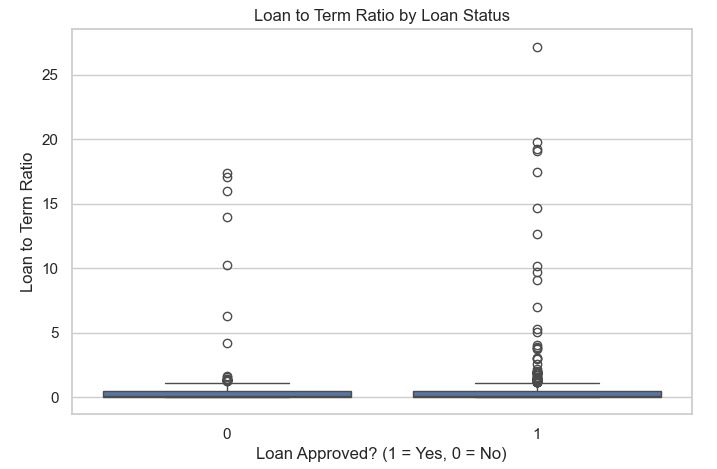 Loan to Term Ratio by Loan Status
Loan to Term Ratio
25
20
15
10
5
0
0 1
Loan Approved? (1 = Yes, 0 = No)